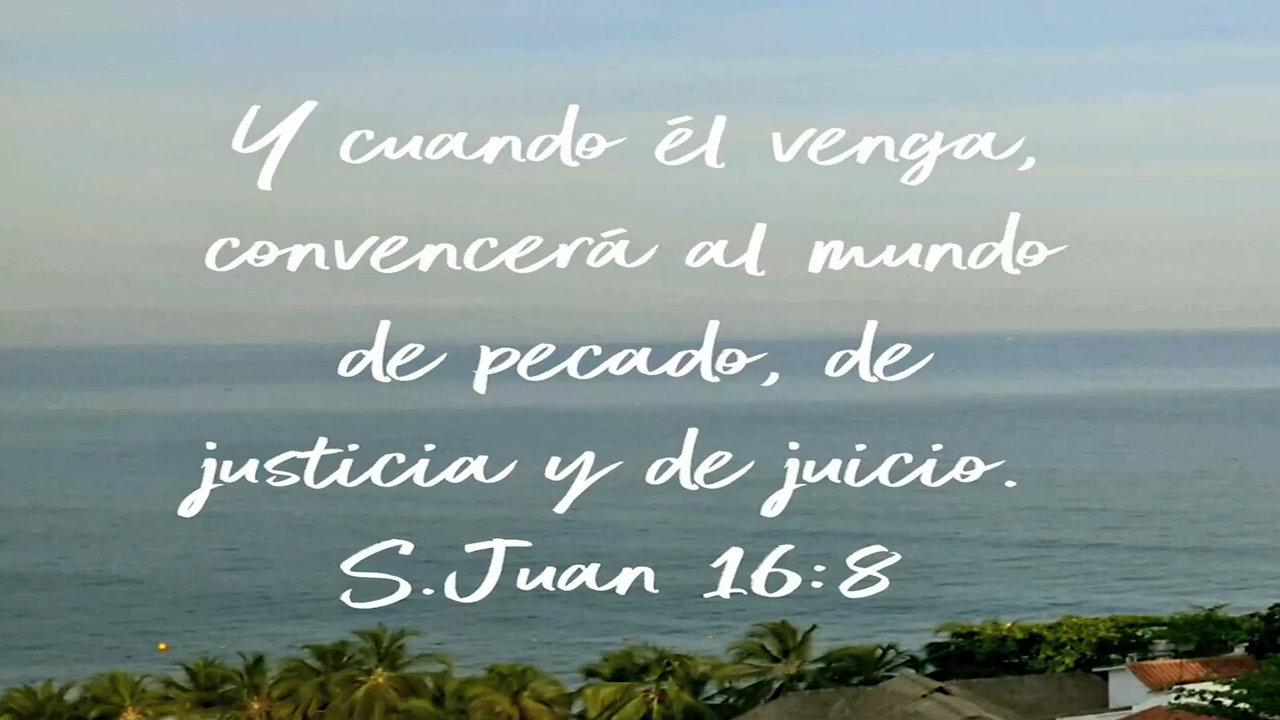 Y cuando él venga,
convencerá al mundo
de pecado, de
justicia y de juicio.
S.Juan 16:8